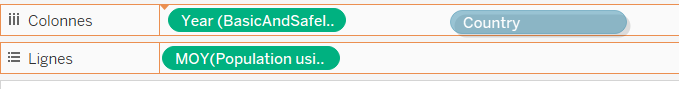 Colonnes Year (BasicAndSafel.. Country
Lignes MOY(Population usi..